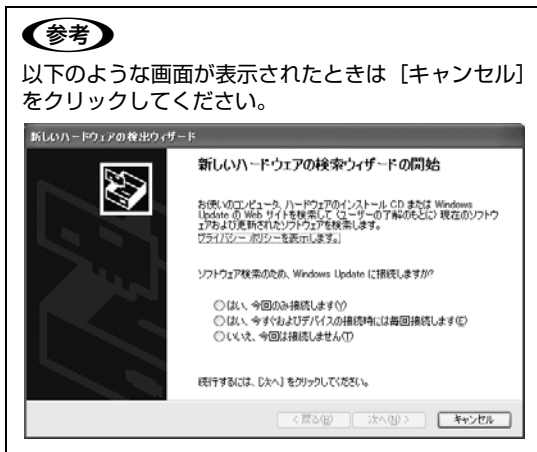 参考
以下のような画面が表示されたときは［キャンセル］
をクリックしてください。
新しいハードウェアの検出ウィザード
新しいハードウェアの検索ウィザードの開始
お使いのコンピュータ、ハードウェアのインストール CD または Windows
Update の Web サイトを検索して (ユーザーの了解のもとに) 現在のソフトウ
ェアおよび更新されたソフトウェアを検索します。
プライバシー ポリシーを表示します。
ソフトウェア検索のため、Windows Update に接続しますか?
はい、今回のみ接続します(Y)
はい、今すぐおよびデバイスの接続時には毎回接続します(E)
いいえ、今回は接続しません(T)
続行するには、[次へ] をクリックしてください。
< 戻る(B) 次へ(N) > キャンセル